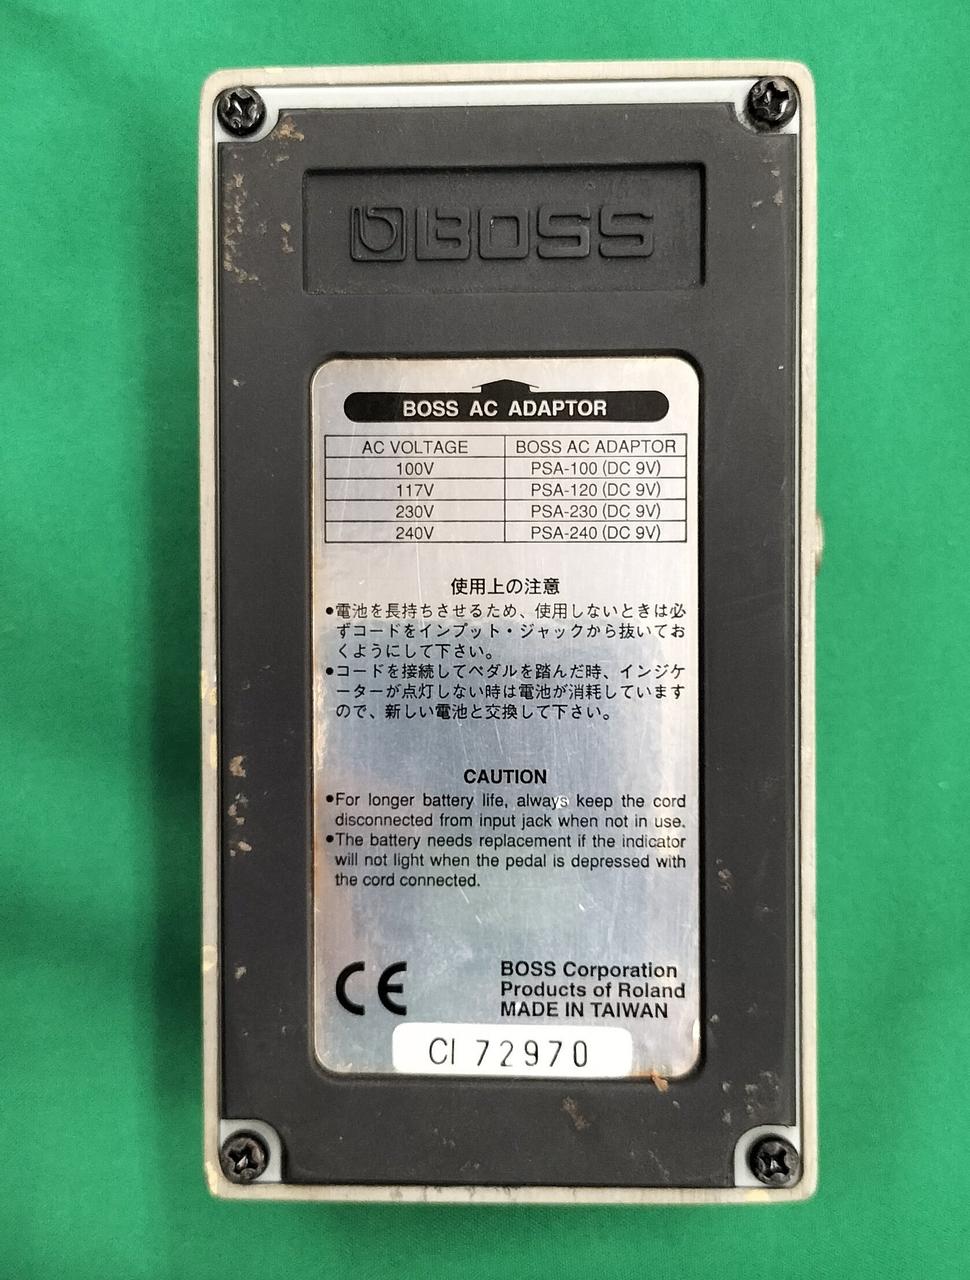 BOSS
BOSS AC ADAPTOR
AC VOLTAGE BOSS AC ADAPTOR
100V PSA-100 (DC 9V)
117V PSA-120 (DC 9V)
230V PSA-230 (DC 9V)
240V PSA-240 (DC 9V)
使用上の注意
●電池を長持ちさせるため、使用しないときは必
ずコードをインプット・ジャックから抜いてお
くようにして下さい。
●コードを接続してペダルを踏んだ時、インジケ
ーターが点灯しない時は電池が消耗しています
ので、新しい電池と交換して下さい。
CAUTION
●For longer battery life, always keep the cord
disconnected from input jack when not in use.
●The battery needs replacement if the indicator
will not light when the pedal is depressed with
the cord connected.
CE
BOSS Corporation
Products of Roland
MADE IN TAIWAN
CI 72970